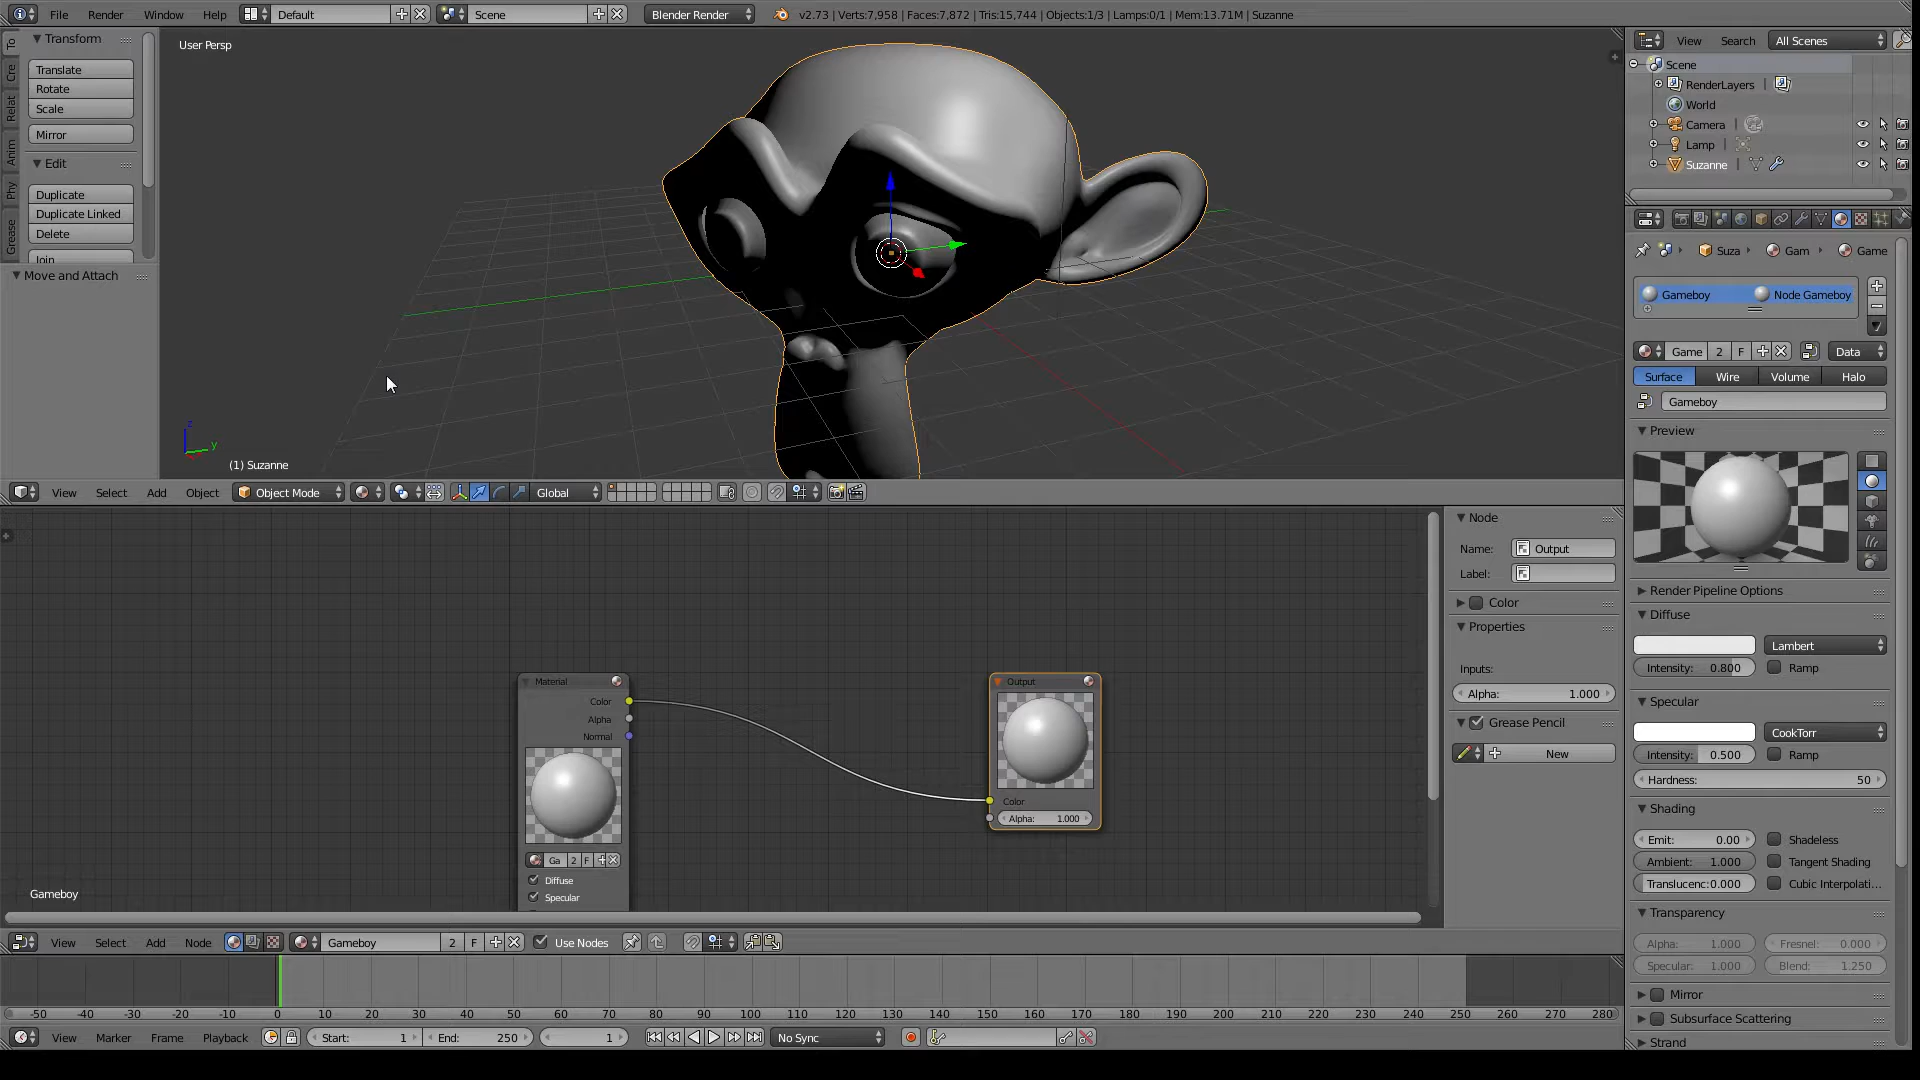 File Render Window Help Default Scene Blender Render v2.73 | Verts:7,958 | Faces:7,872 | Tris:15,744 | Objects:1/3 | Lamps:0/1 | Mem:13.71M | Suzanne
To
Cre
Relat
Anim
Phy
Grease
Transform
Translate
Rotate
Scale
Mirror
Edit
Duplicate
Duplicate Linked
Delete
Join
Move and Attach
User Persp
z
y
(1) Suzanne
View Select Add Object Object Mode Global
View Search All Scenes
Scene
RenderLayers |
World
Camera |
Lamp |
Suzanne |
Suza Gam Game
Gameboy Node Gameboy
Game 2 F Data
Surface Wire Volume Halo
Gameboy
Preview
Render Pipeline Options
Diffuse
Lambert
Intensity: 0.800 Ramp
Specular
CookTorr
Intensity: 0.500 Ramp
Hardness: 50
Shading
Emit: 0.00 Shadeless
Ambient: 1.000 Tangent Shading
Translucenc:0.000 Cubic Interpolati...
Transparency
Alpha: 1.000 Fresnel: 0.000
Specular: 1.000 Blend: 1.250
Mirror
Subsurface Scattering
Strand
Material
Color
Alpha
Normal
Ga 2 F
Diffuse
Specular
Output
Color
Alpha: 1.000
Gameboy
Node
Name: Output
Label:
Color
Properties
Inputs:
Alpha: 1.000
Grease Pencil
New
View Select Add Node Gameboy 2 F Use Nodes
-50 -40 -30 -20 -10 0 10 20 30 40 50 60 70 80 90 100 110 120 130 140 150 160 170 180 190 200 210 220 230 240 250 260 270 280
View Marker Frame Playback Start: 1 End: 250 1 No Sync